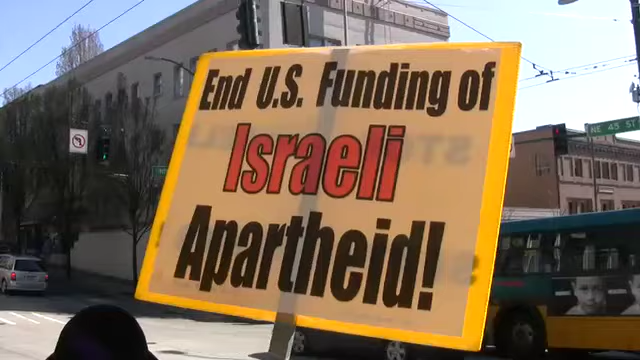 End U.S. Funding of
Israeli
Apartheid!
NE 45 ST